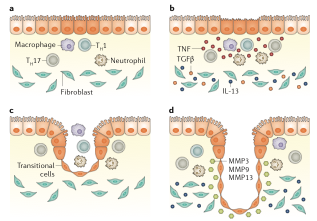 a
Macrophage
TH1
TH17
Neutrophil
Fibroblast
b
TNF
TGFβ
IL-13
c
Transitional
cells
d
MMP3
MMP9
MMP13